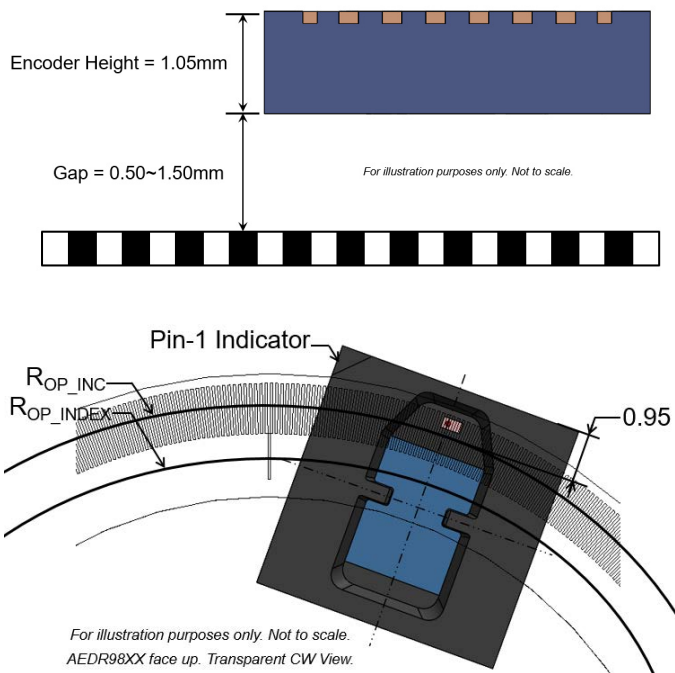 Encoder Height = 1.05mm
Gap = 0.50~1.50mm
For illustration purposes only. Not to scale.
Pin-1 Indicator
ROP_INC
ROP_INDEX
0.95
For illustration purposes only. Not to scale.
AEDR98XX face up. Transparent CW View.